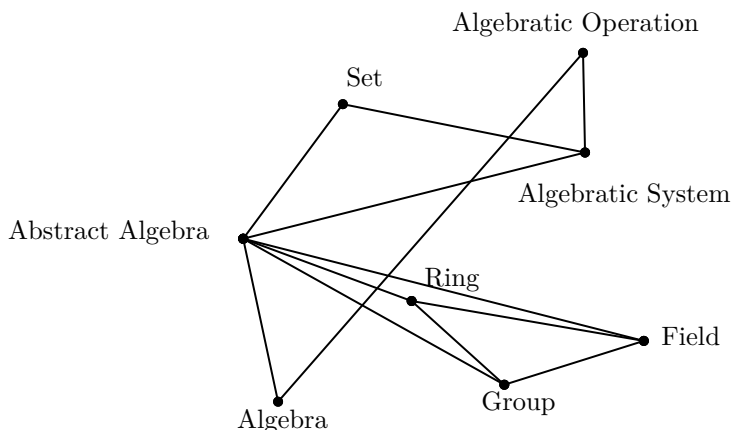 Algebratic Operation
Set
Algebratic System
Abstract Algebra
Ring
Field
Group
Algebra